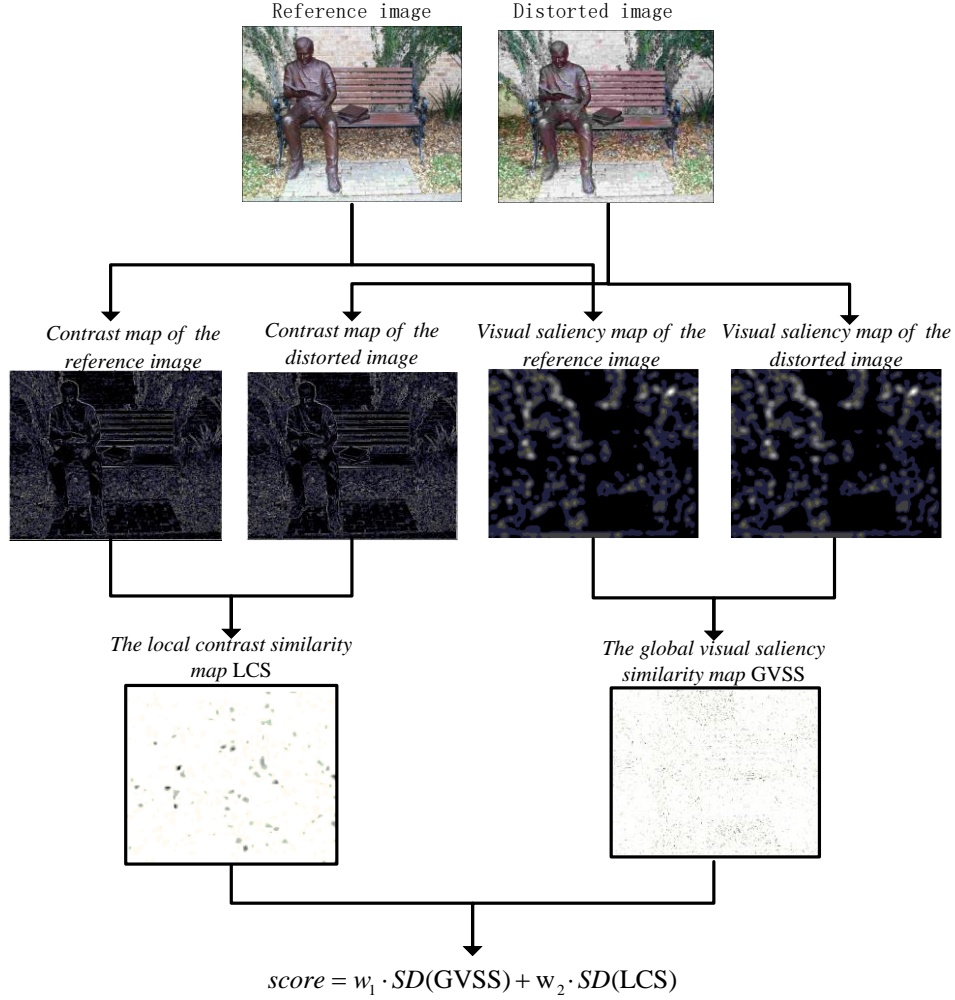 Reference image
Distorted image
Contrast map of the
reference image
Contrast map of the
distorted image
Visual saliency map of the
reference image
Visual saliency map of the
distorted image
The local contrast similarity
map LCS
The global visual saliency
similarity map GVSS
score = w₁ · SD(GVSS) + w₂ · SD(LCS)